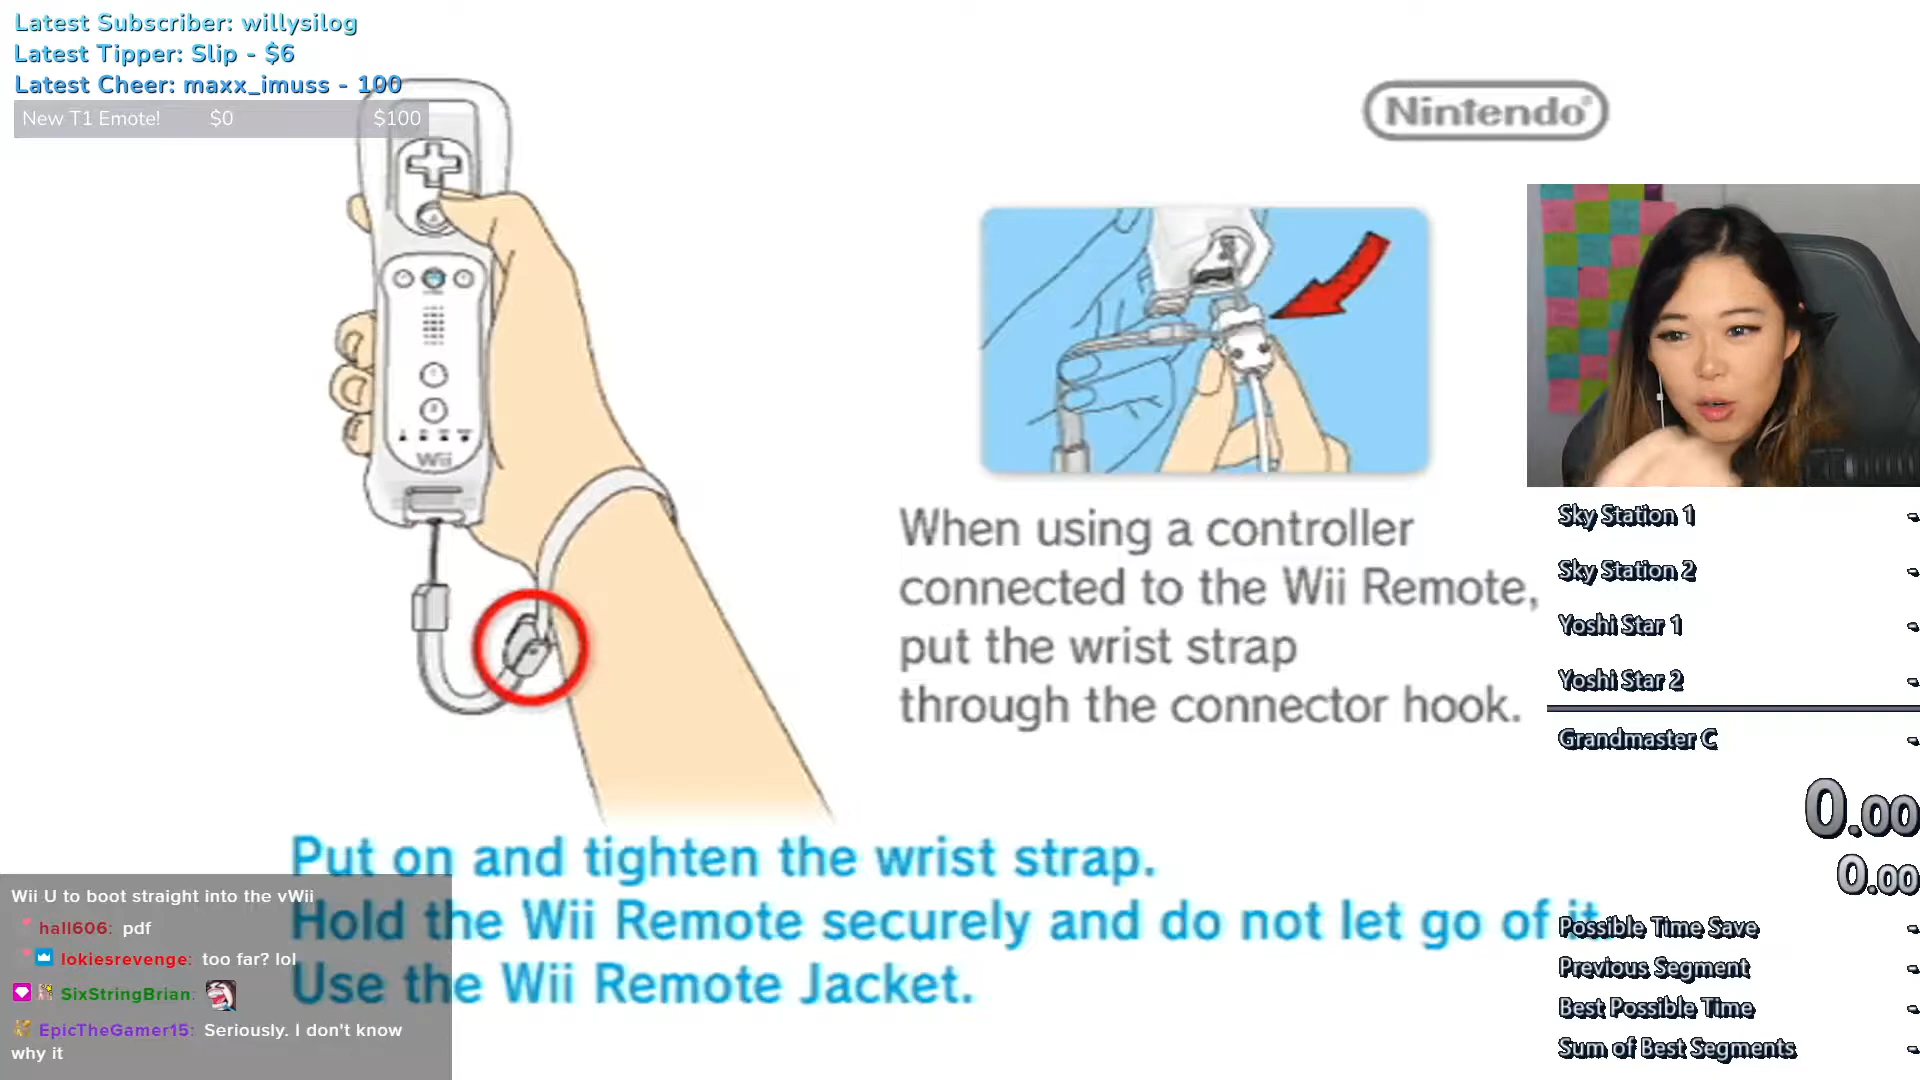 Latest Subscriber: willysilog
Latest Tipper: Slip - $6
Latest Cheer: maxx_imuss - 100
New T1 Emote! $0 $100
Nintendo®
Wii
When using a controller
connected to the Wii Remote,
put the wrist strap
through the connector hook.
Put on and tighten the wrist strap.
Hold the Wii Remote securely and do not let go of it.
Use the Wii Remote Jacket.
Sky Station 1 -
Sky Station 2 -
Yoshi Star 1 -
Yoshi Star 2 -
Grandmaster C -
0.00
0.00
Possible Time Save -
Previous Segment -
Best Possible Time -
Sum of Best Segments -
Wii U to boot straight into the vWii
hall606: pdf
lokiesrevenge: too far? lol
SixStringBrian:
EpicTheGamer15: Seriously. I don't know
why it